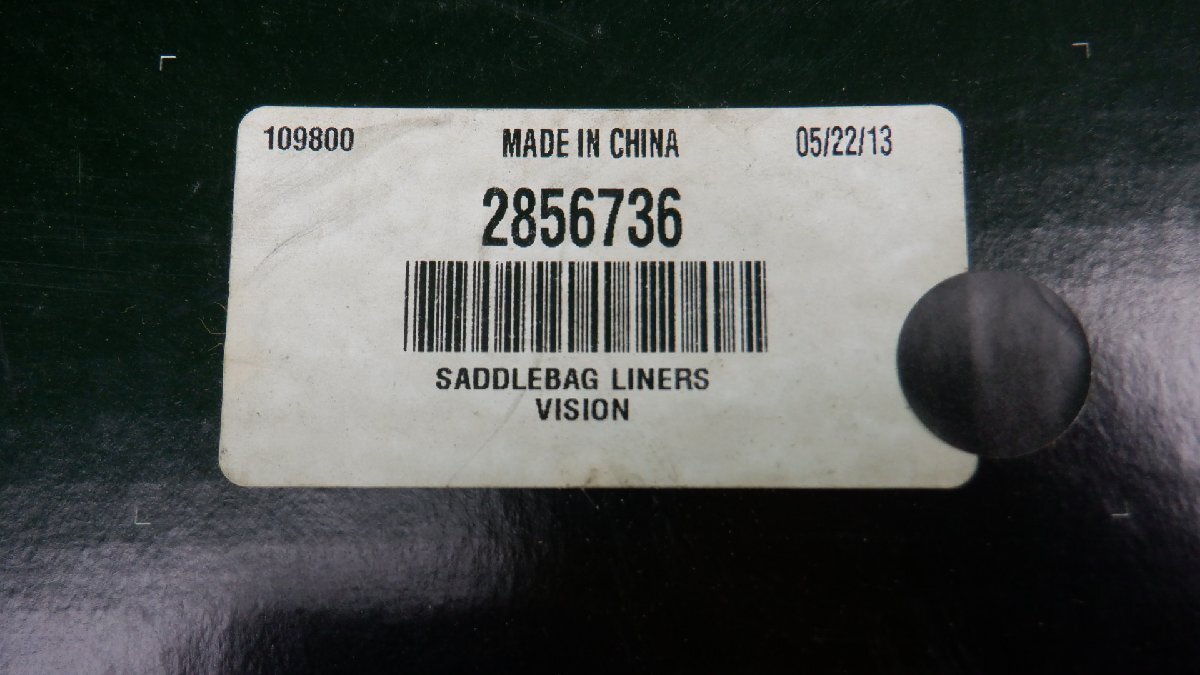 109800 MADE IN CHINA 05/22/13
2856736
SADDLEBAG LINERS
VISION